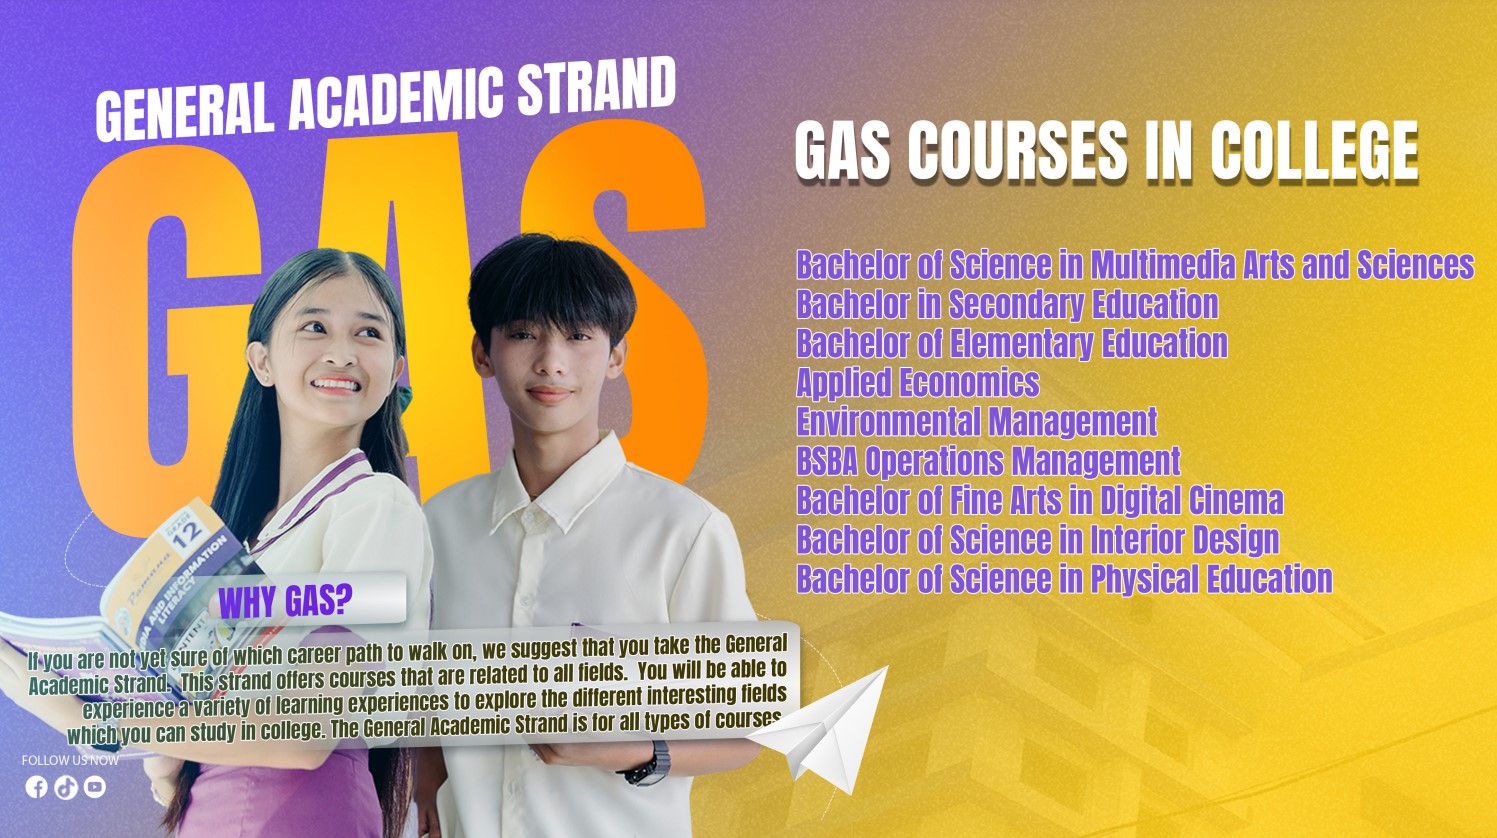 GENERAL ACADEMIC STRAND
GAS
GRADE
12
MEDIA AND INFORMATION
LITERACY
WHY GAS?
If you are not yet sure of which career path to walk on, we suggest that you take the General
Academic Strand. This strand offers courses that are related to all fields. You will be able to
experience a variety of learning experiences to explore the different interesting fields
which you can study in college. The General Academic Strand is for all types of courses.
FOLLOW US NOW
GAS COURSES IN COLLEGE
Bachelor of Science in Multimedia Arts and Sciences
Bachelor in Secondary Education
Bachelor of Elementary Education
Applied Economics
Environmental Management
BSBA Operations Management
Bachelor of Fine Arts in Digital Cinema
Bachelor of Science in Interior Design
Bachelor of Science in Physical Education